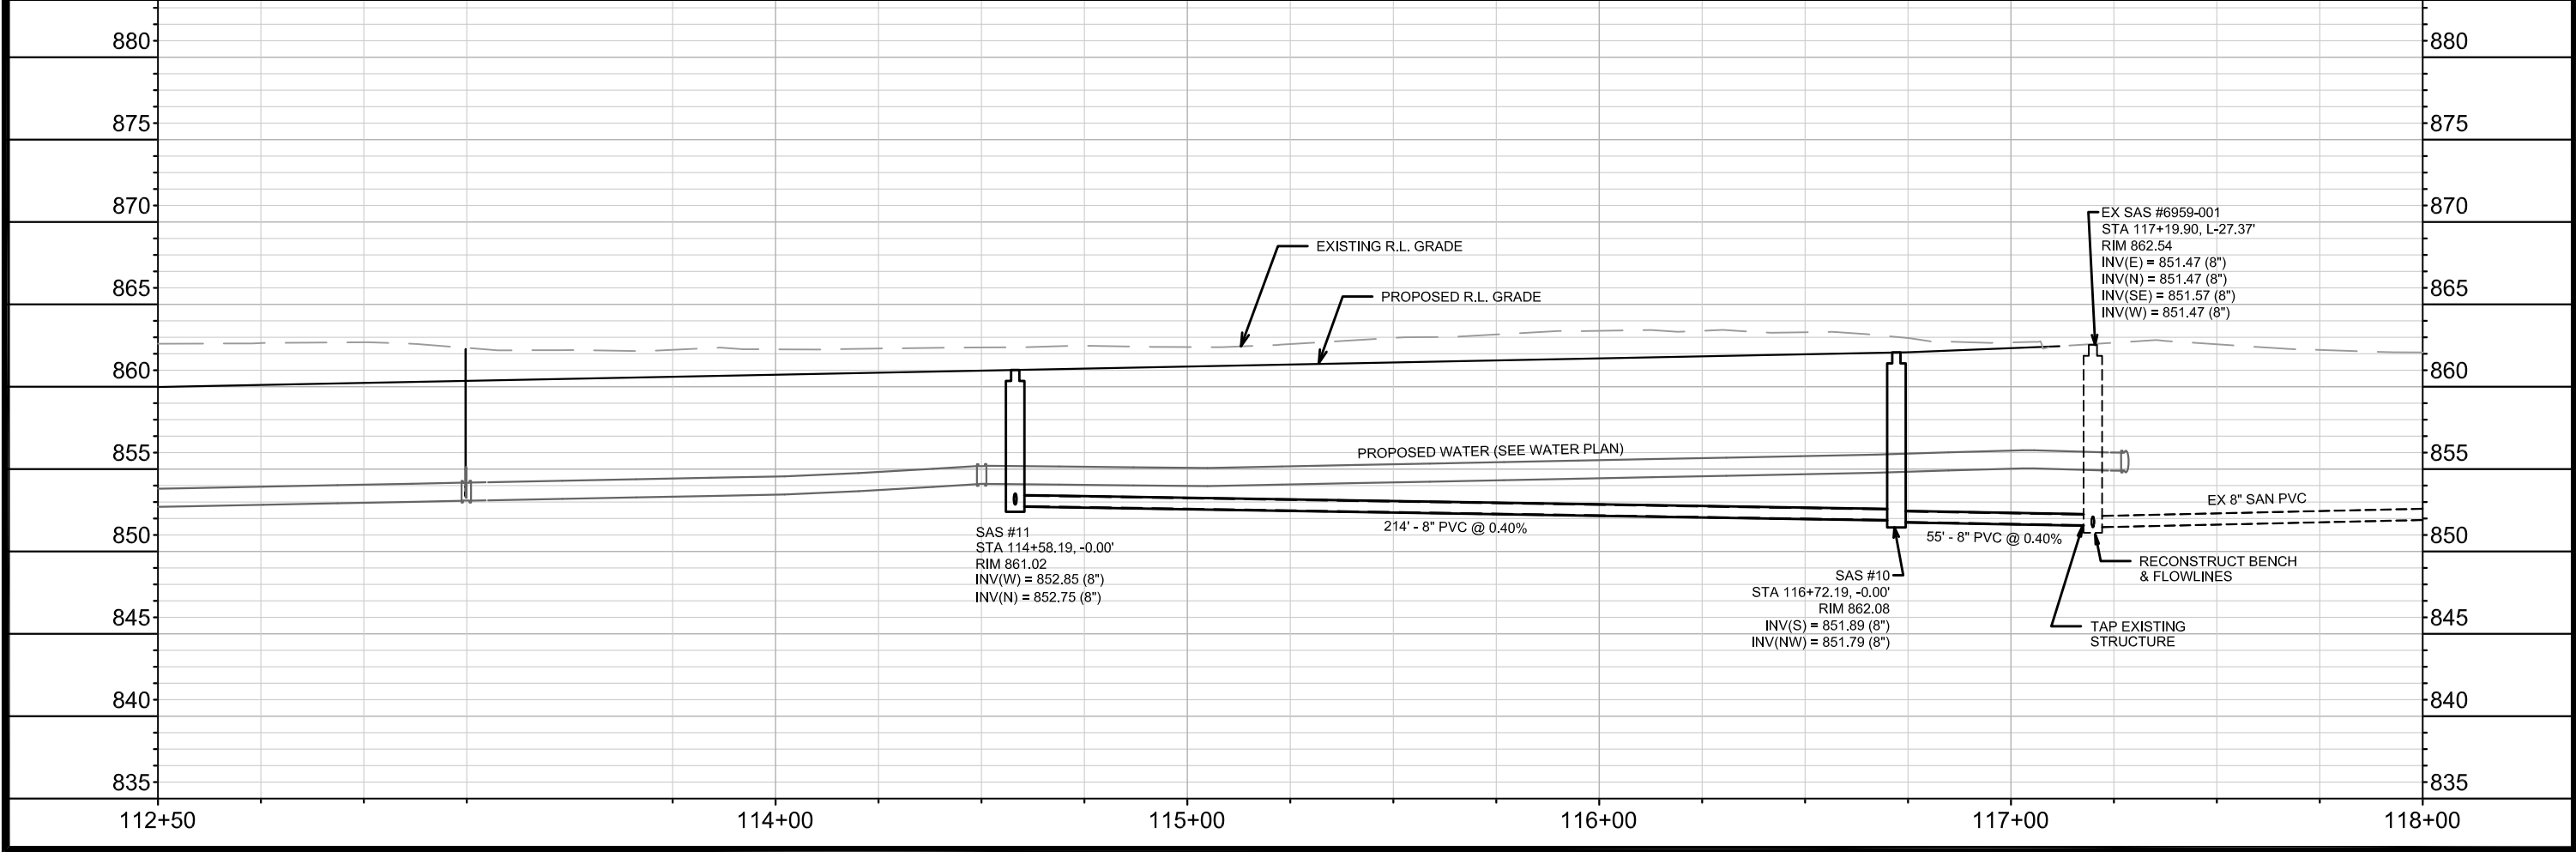 880
880
875
875
870
870
EX SAS #6959-001
STA 117+19.90, L-27.37'
RIM 862.54
INV(E) = 851.47 (8")
INV(N) = 851.47 (8")
INV(SE) = 851.57 (8")
INV(W) = 851.47 (8")
EXISTING R.L. GRADE
865
PROPOSED R.L. GRADE
865
860
860
855
PROPOSED WATER (SEE WATER PLAN)
855
EX 8" SAN PVC
850
214' - 8" PVC @ 0.40%
55' - 8" PVC @ 0.40%
850
SAS #11
STA 114+58.19, -0.00'
RIM 861.02
INV(W) = 852.85 (8")
INV(N) = 852.75 (8")
RECONSTRUCT BENCH
& FLOWLINES
SAS #10
STA 116+72.19, -0.00'
RIM 862.08
INV(S) = 851.89 (8")
INV(NW) = 851.79 (8")
845
TAP EXISTING
STRUCTURE
845
840
840
835
835
112+50
114+00
115+00
116+00
117+00
118+00